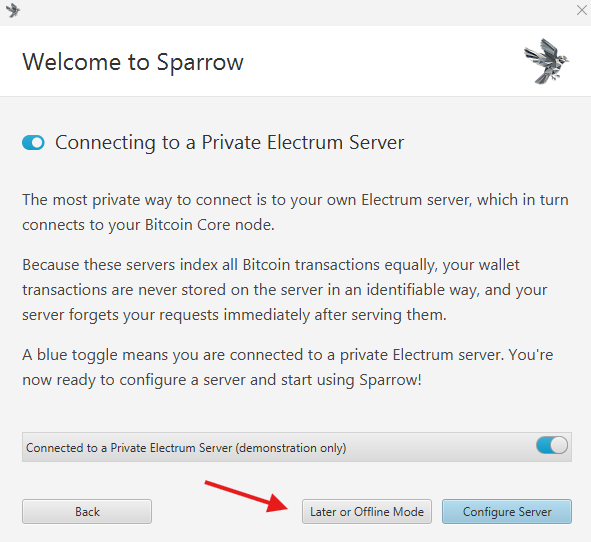 Welcome to Sparrow
Connecting to a Private Electrum Server
The most private way to connect is to your own Electrum server, which in turn
connects to your Bitcoin Core node.
Because these servers index all Bitcoin transactions equally, your wallet
transactions are never stored on the server in an identifiable way, and your
server forgets your requests immediately after serving them.
A blue toggle means you are connected to a private Electrum server. You're
now ready to configure a server and start using Sparrow!
Connected to a Private Electrum Server (demonstration only)
Back
Later or Offline Mode
Configure Server